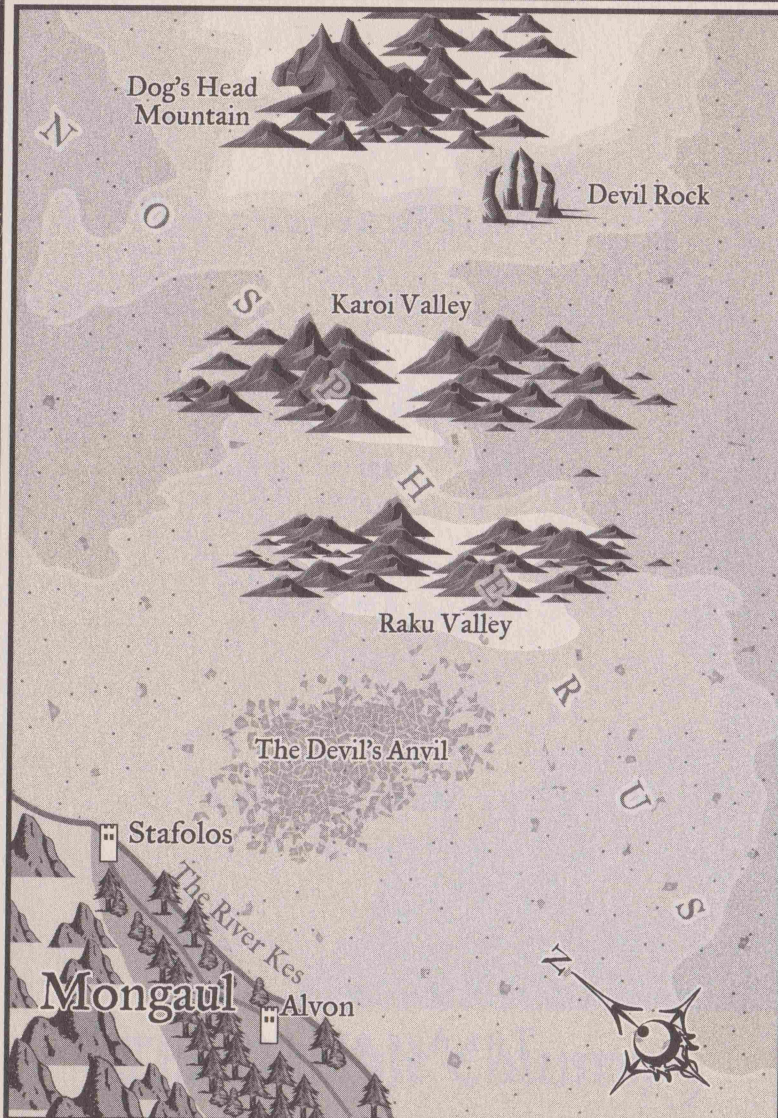 Dog's Head
Mountain
Devil Rock
NOSPHERUS
Karoi Valley
Raku Valley
The Devil's Anvil
Stafolos
The River Kes
Mongaul
Alvon
N